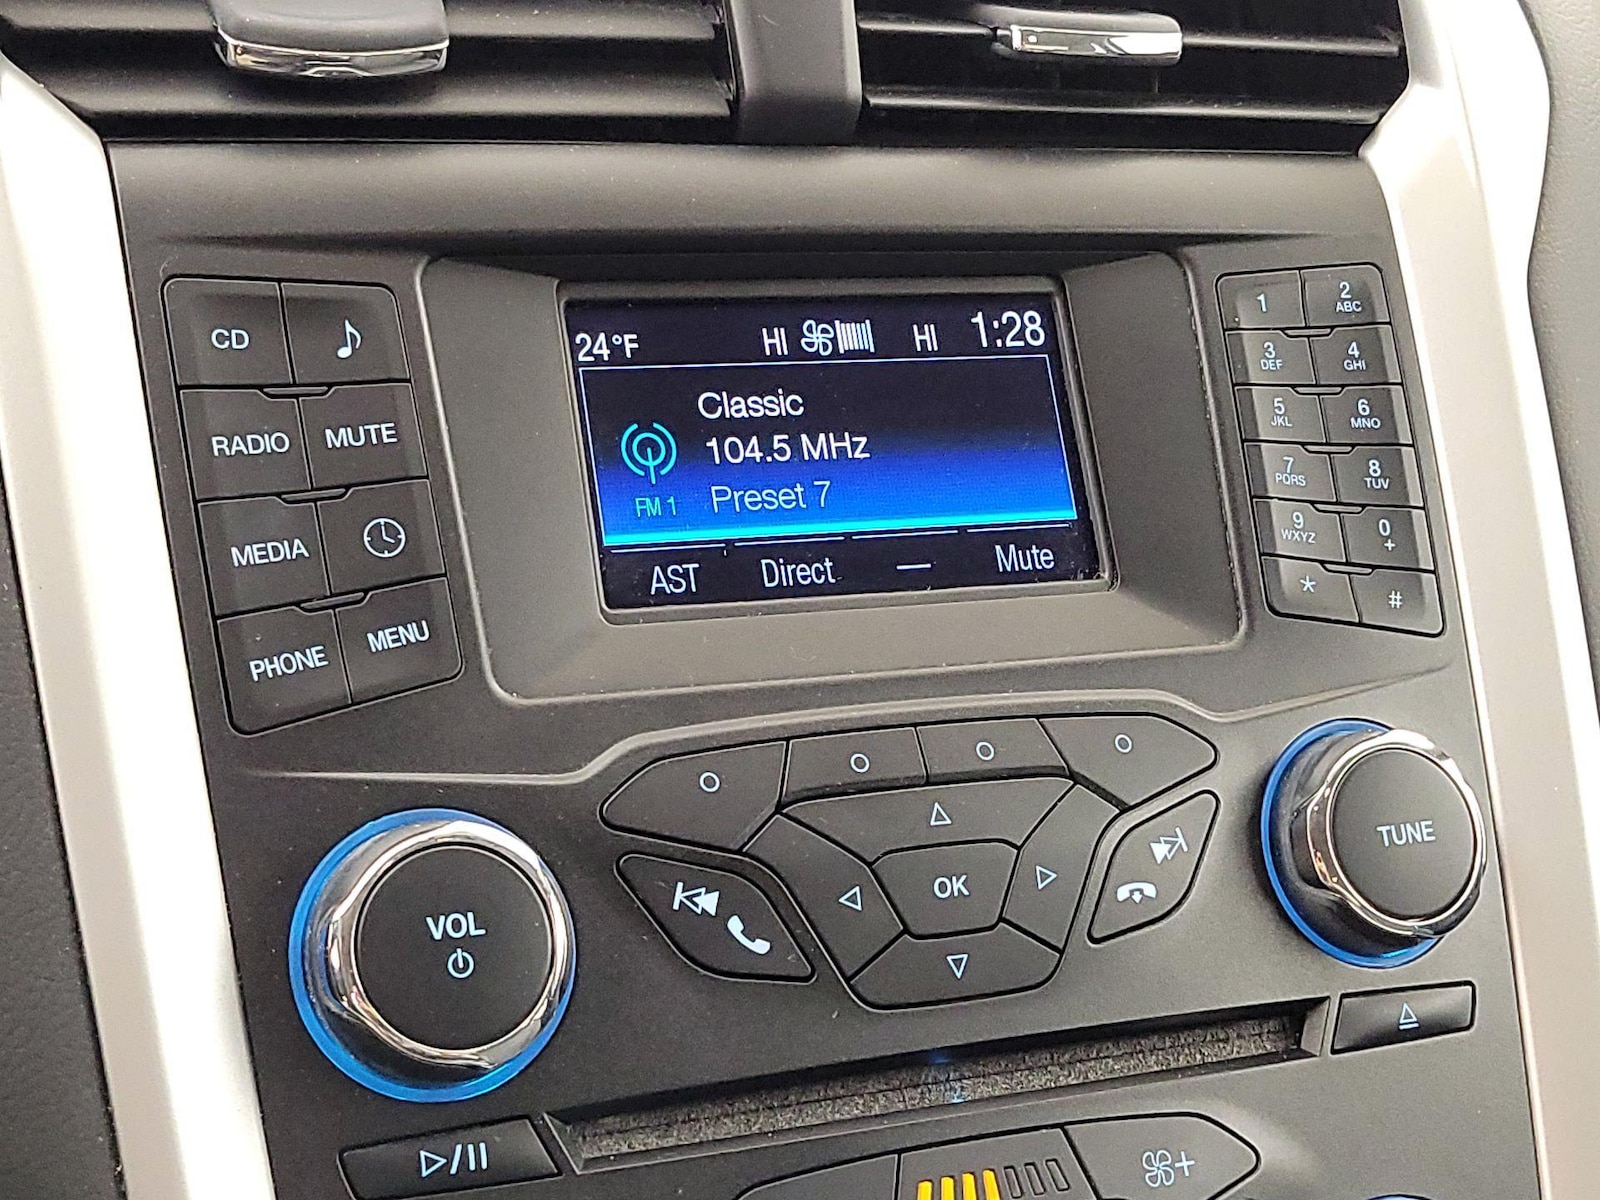 24°F HI HI 1:28
Classic
104.5 MHz
FM 1 Preset 7
AST Direct — Mute
CD
RADIO MUTE
MEDIA
PHONE MENU
1 2 ABC
3 DEF 4 GHI
5 JKL 6 MNO
7 PQRS 8 TUV
9 WXYZ 0 +
* #
OK
VOL
TUNE